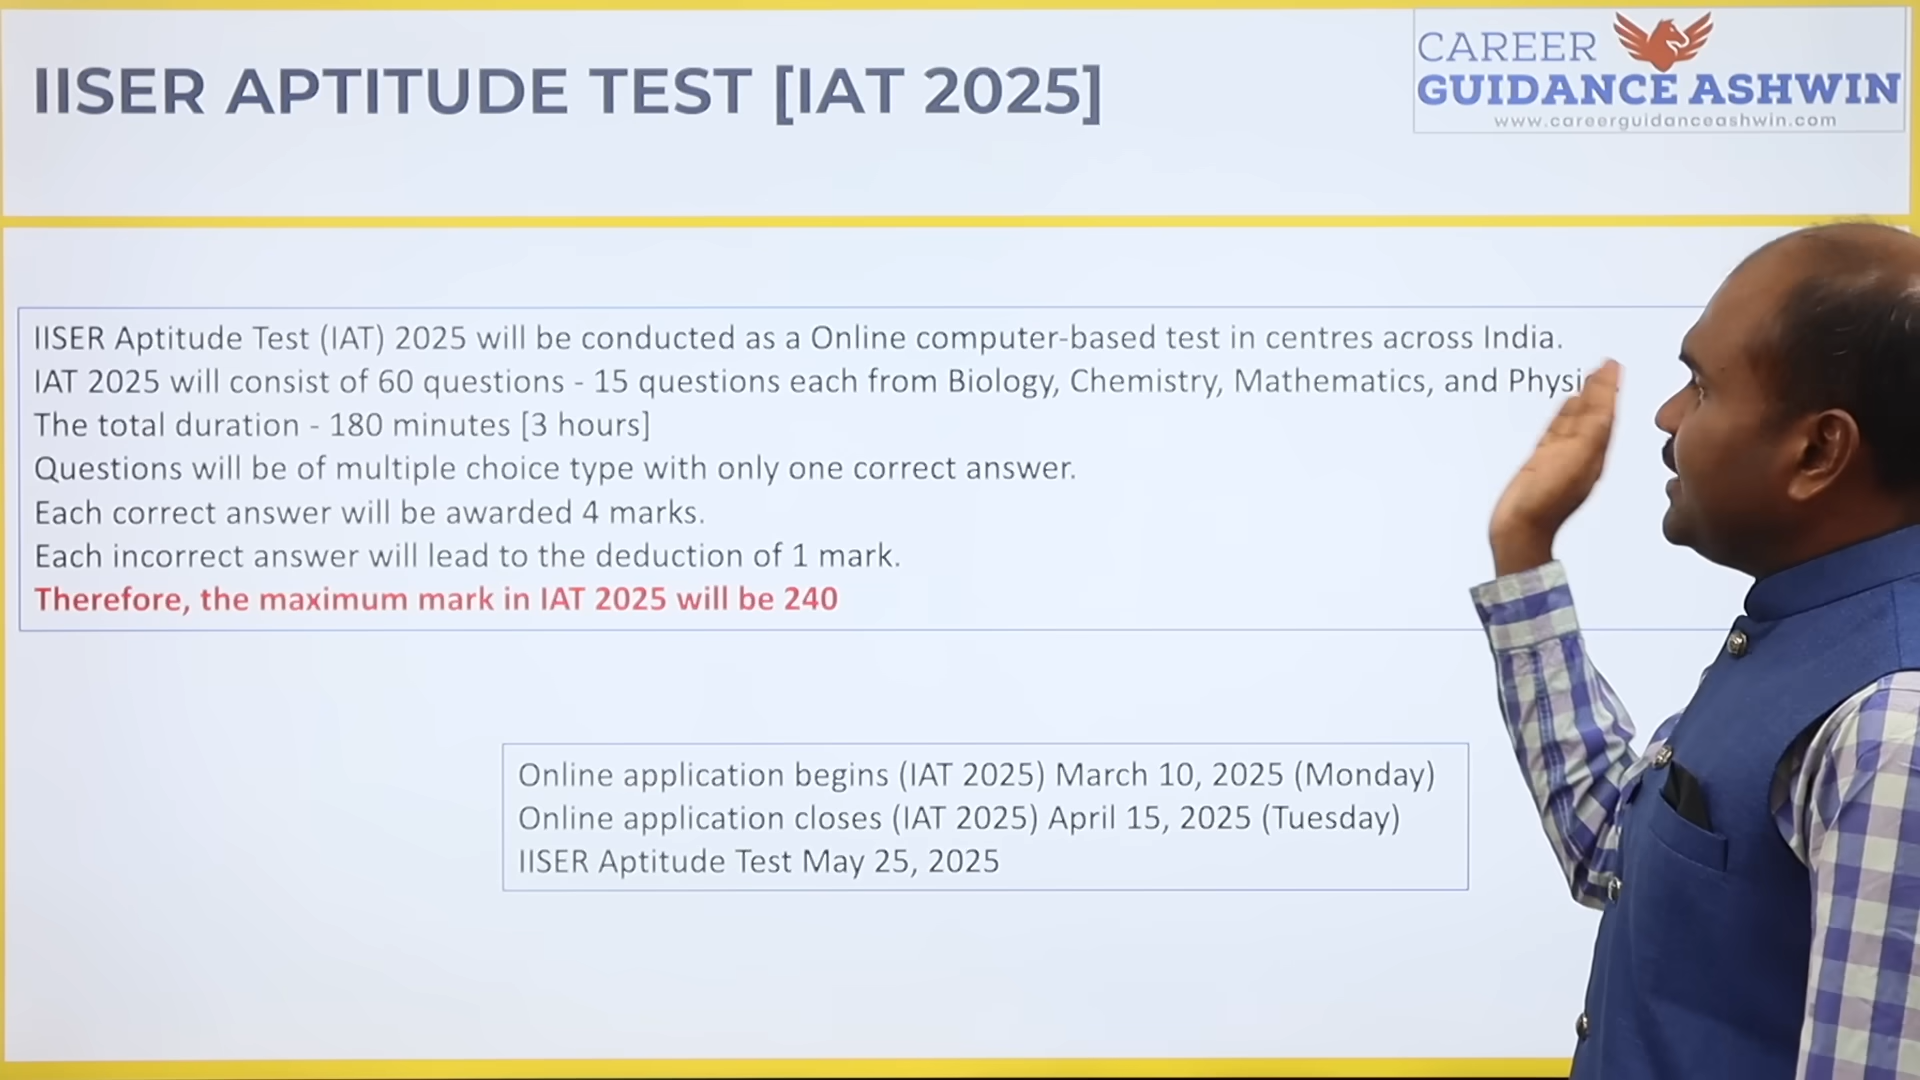 IISER APTITUDE TEST [IAT 2025]
CAREER
GUIDANCE ASHWIN
www.careerguidanceashwin.com
IISER Aptitude Test (IAT) 2025 will be conducted as a Online computer-based test in centres across India.
IAT 2025 will consist of 60 questions - 15 questions each from Biology, Chemistry, Mathematics, and
The total duration - 180 minutes [3 hours]
Questions will be of multiple choice type with only one correct answer.
Each correct answer will be awarded 4 marks.
Each incorrect answer will lead to the deduction of 1 mark.
Therefore, the maximum mark in IAT 2025 will be 240
Online application begins (IAT 2025) March 10, 2025 (Monday)
Online application closes (IAT 2025) April 15, 2025 (Tuesday)
IISER Aptitude Test May 25, 2025